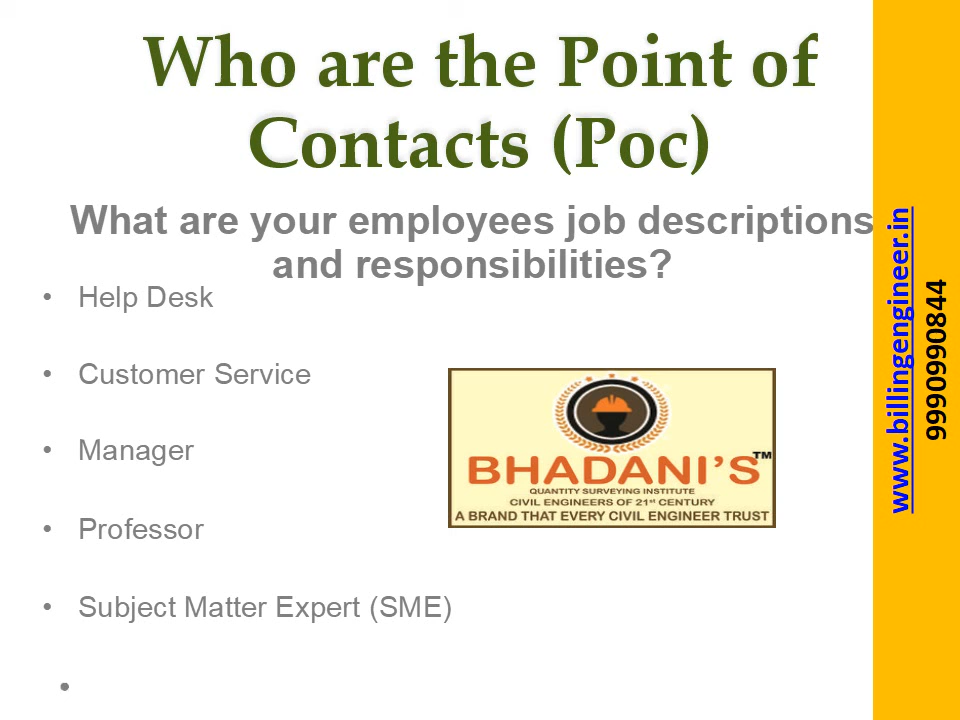 Who are the Point of
Contacts (Poc)
What are your employees job descriptions
and responsibilities?
• Help Desk
• Customer Service
• Manager
• Professor
• Subject Matter Expert (SME)
•
BHADANI'S™
QUANTITY SURVEYING INSTITUTE
CIVIL ENGINEERS OF 21st CENTURY
A BRAND THAT EVERY CIVIL ENGINEER TRUST
www.billingengineer.in
9990990844